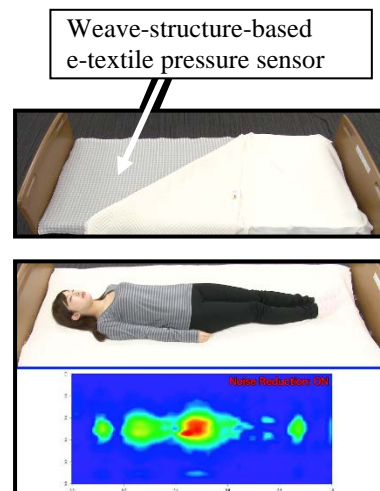 Weave-structure-based
e-textile pressure sensor
Noise Reduction: ON